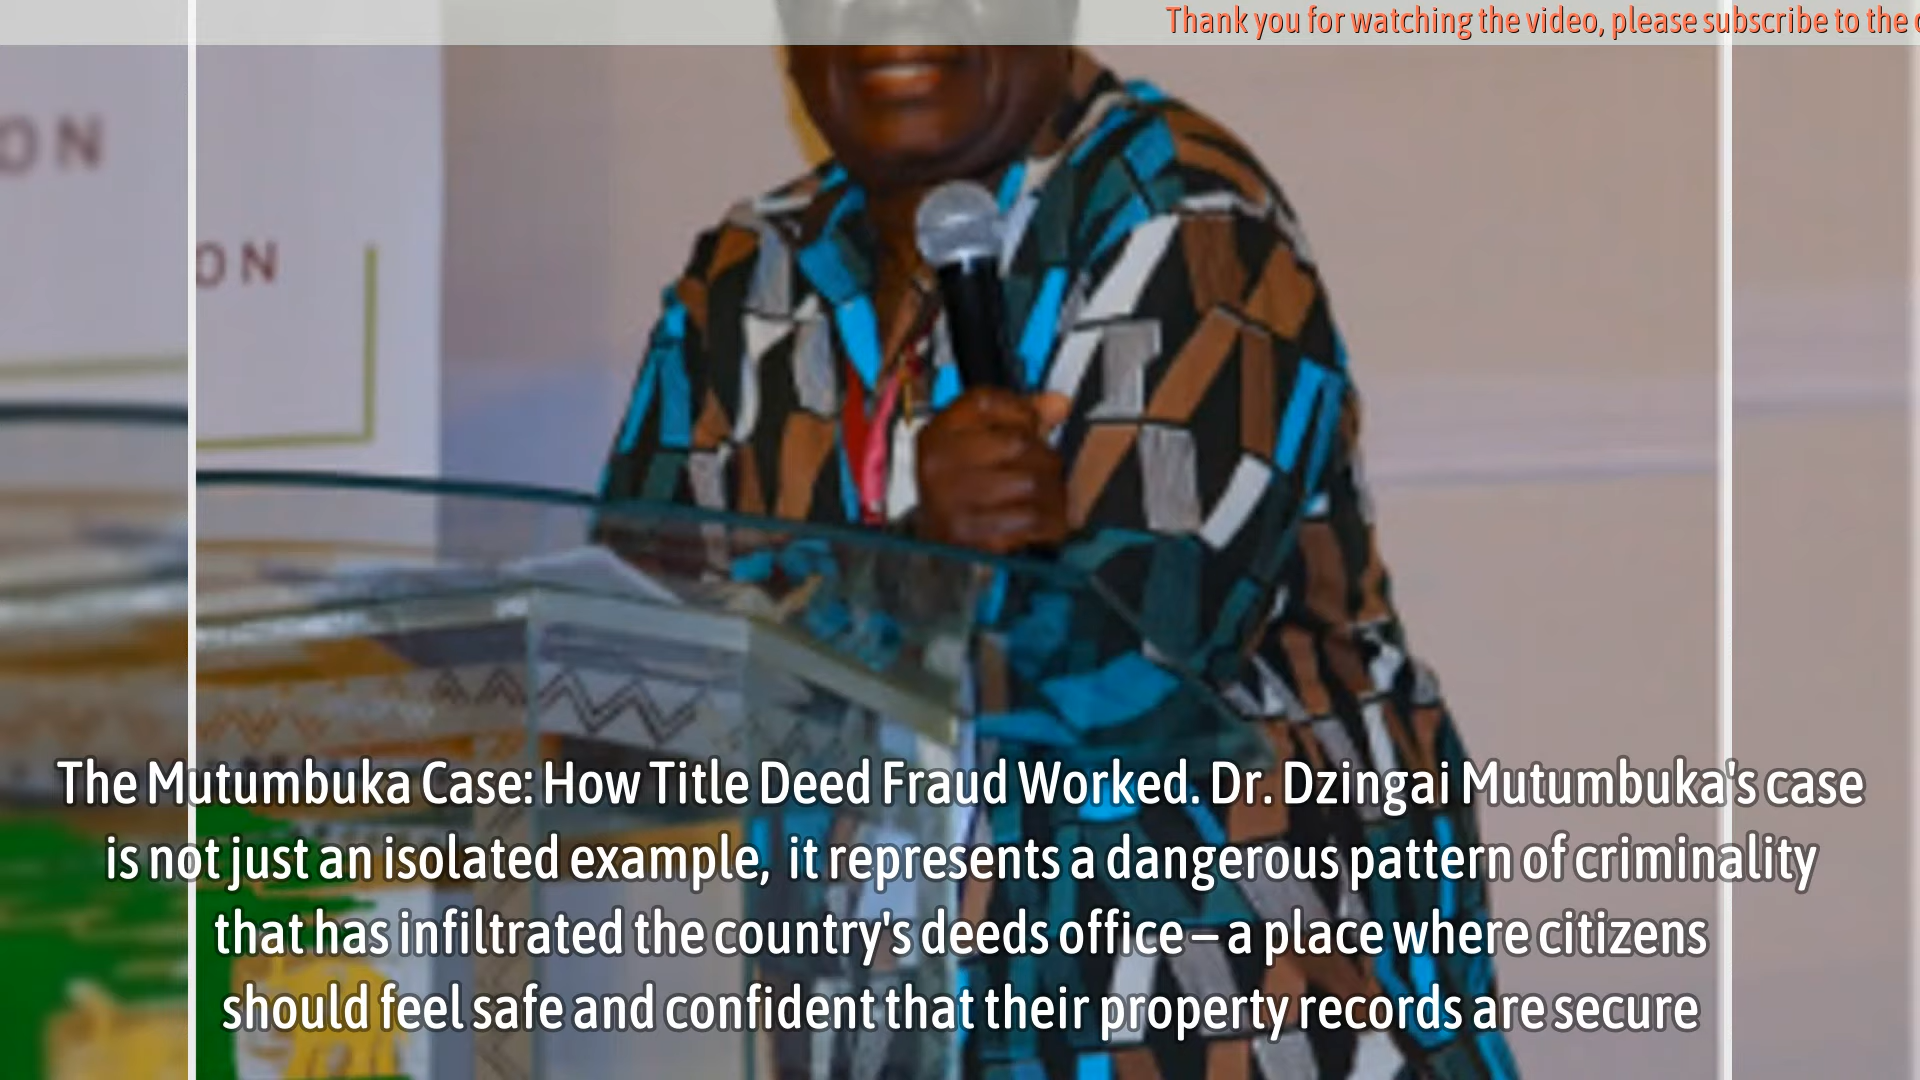 Thank you for watching the video, please subscribe to the
ON
ON
The Mutumbuka Case: How Title Deed Fraud Worked. Dr. Dzingai Mutumbuka's case
is not just an isolated example, it represents a dangerous pattern of criminality
that has infiltrated the country's deeds office – a place where citizens
should feel safe and confident that their property records are secure